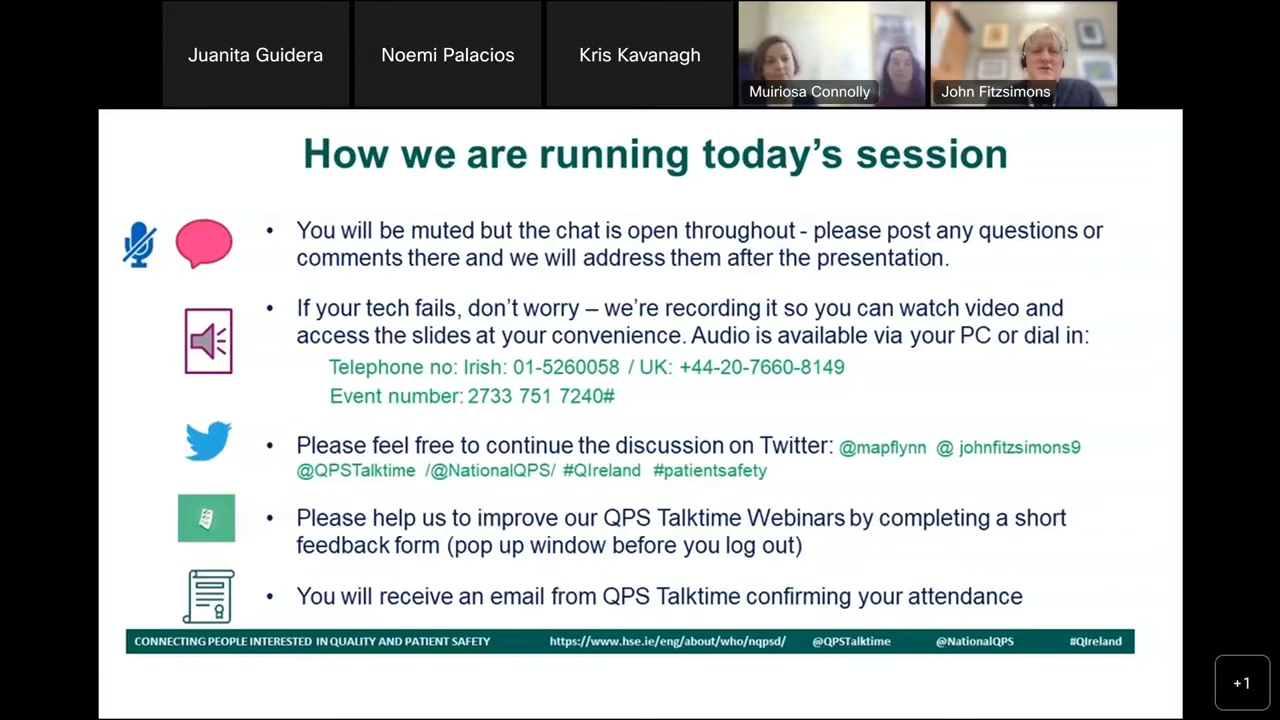 Juanita Guidera
Noemi Palacios
Kris Kavanagh
Muiriosa Connolly
John Fitzsimons
How we are running today's session
• You will be muted but the chat is open throughout - please post any questions or
comments there and we will address them after the presentation.
• If your tech fails, don't worry – we're recording it so you can watch video and
access the slides at your convenience. Audio is available via your PC or dial in:
Telephone no: Irish: 01-5260058 / UK: +44-20-7660-8149
Event number: 2733 751 7240#
• Please feel free to continue the discussion on Twitter: @mapflynn @ johnfitzsimons9
@QPSTalktime /@NationalQPS/ #QIreland #patientsafety
• Please help us to improve our QPS Talktime Webinars by completing a short
feedback form (pop up window before you log out)
• You will receive an email from QPS Talktime confirming your attendance
CONNECTING PEOPLE INTERESTED IN QUALITY AND PATIENT SAFETY https://www.hse.ie/eng/about/who/nqpsd/ @QPSTalktime @NationalQPS #QIreland
+1